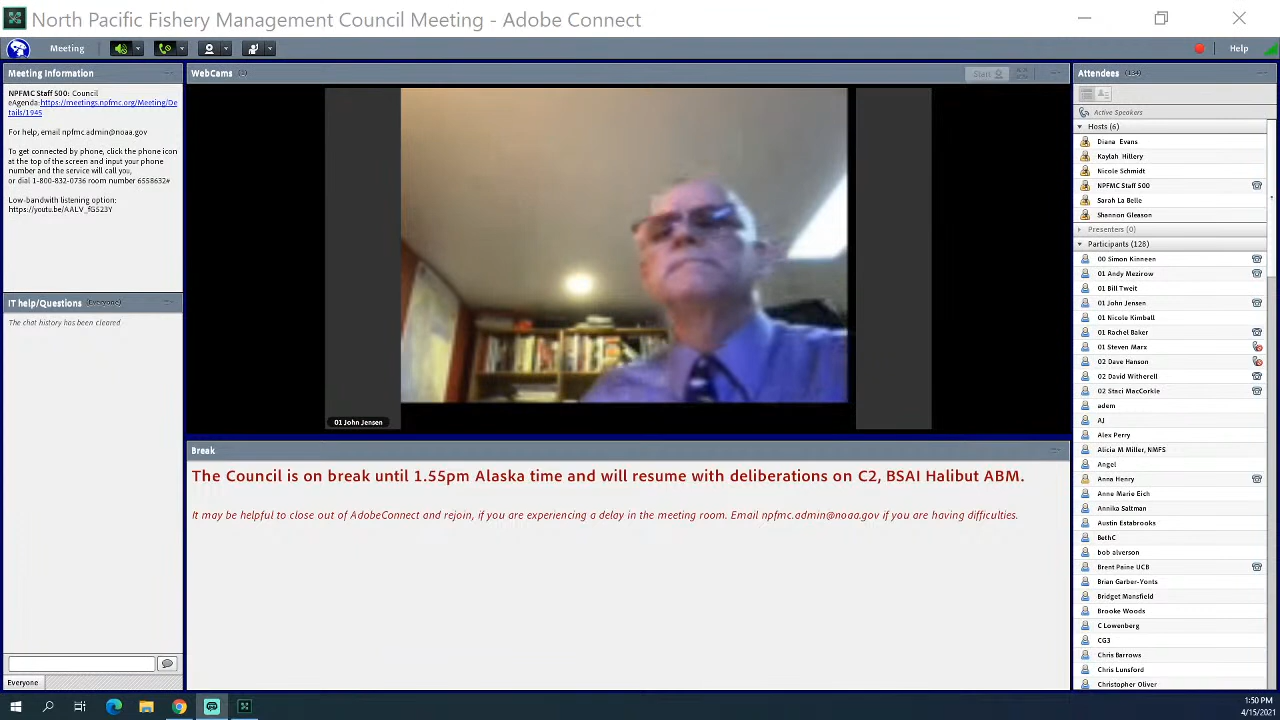 North Pacific Fishery Management Council Meeting - Adobe Connect
Meeting
Help
Meeting Information
NPFMC Staff 500: Council
eAgenda:https://meetings.npfmc.org/Meeting/De
tails/1945
For help, email npfmc.admin@noaa.gov
To get connected by phone, click the phone icon
at the top of the screen and input your phone
number and the service will call you,
or dial 1-800-832-0736 room number 6558632#
Low-bandwith listening option:
https://youtu.be/AALV_fG523Y
IT help/Questions (Everyone)
The chat history has been cleared
Everyone
WebCams (1)
Start
01 John Jensen
Break
The Council is on break until 1.55pm Alaska time and will resume with deliberations on C2, BSAI Halibut ABM.
It may be helpful to close out of AdobeConnect and rejoin, if you are experiencing a delay in the meeting room. Email npfmc.admin@noaa.gov if you are having difficulties.
Attendees (134)
Active Speakers
Hosts (6)
Diana Evans
Kaylah Hillery
Nicole Schmidt
NPFMC Staff 500
Sarah La Belle
Shannon Gleason
Presenters (0)
Participants (128)
00 Simon Kinneen
01 Andy Mezirow
01 Bill Tweit
01 John Jensen
01 Nicole Kimball
01 Rachel Baker
01 Steven Marx
02 Dave Hanson
02 David Witherell
02 Staci MacCorkle
adem
AJ
Alex Perry
Alicia M Miller, NMFS
Angel
Anna Henry
Anne Marie Eich
Annika Saltman
Austin Estabrooks
BethC
bob alverson
Brent Paine UCB
Brian Garber-Yonts
Bridget Mansfield
Brooke Woods
C Lowenberg
CG3
Chris Barrows
Chris Lunsford
Christopher Oliver
1:50 PM
4/15/2021